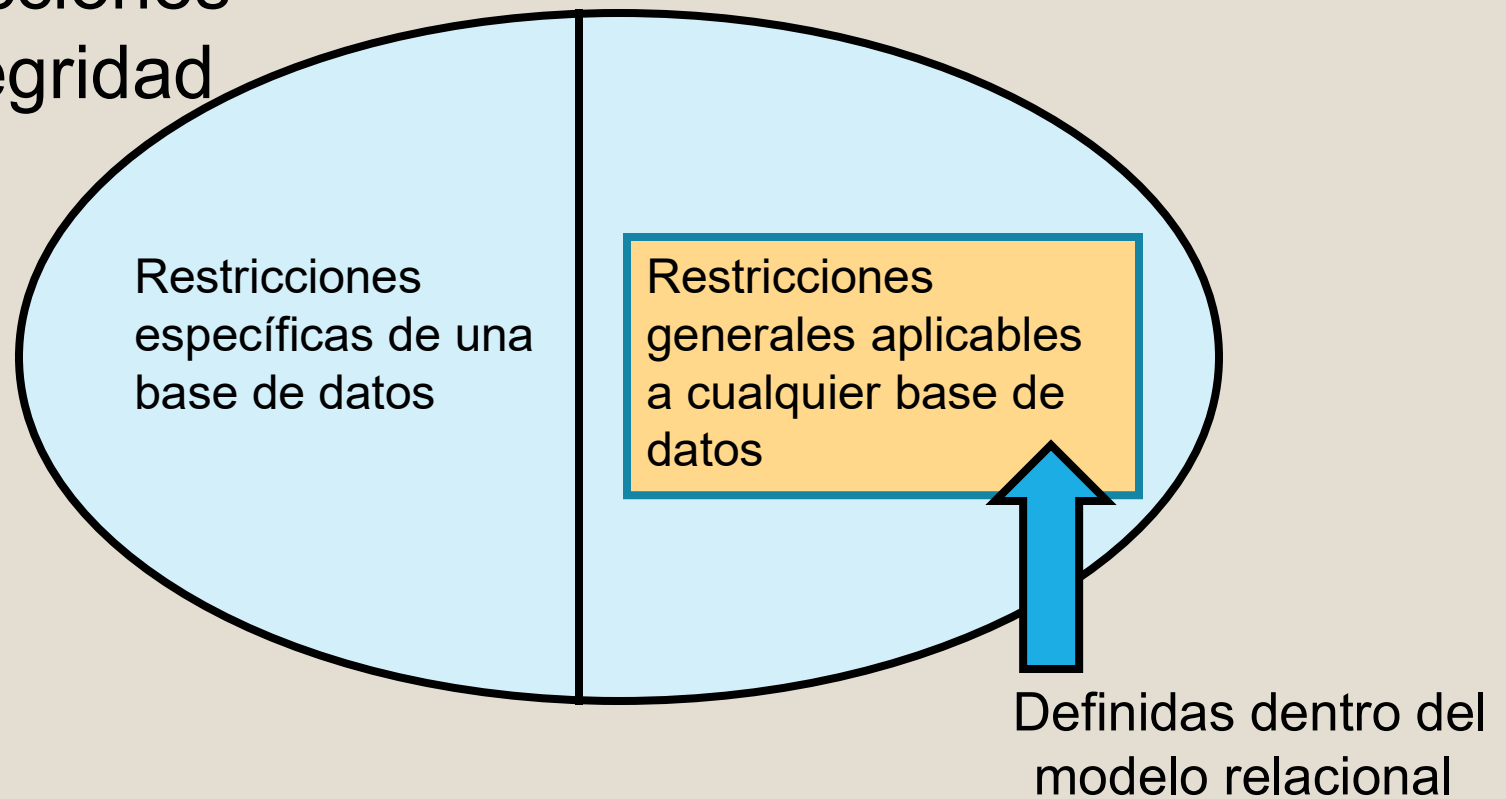 Restricciones
específicas de una
base de datos
Restricciones
generales aplicables
a cualquier base de
datos
Definidas dentro del
modelo relacional